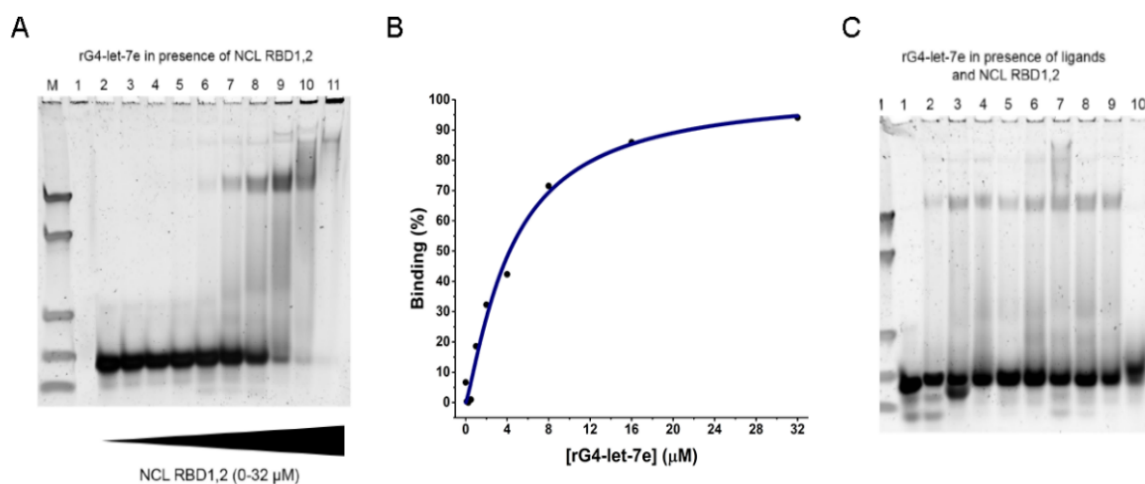 A
rG4-let-7e in presence of NCL RBD1,2
M 1 2 3 4 5 6 7 8 9 10 11
NCL RBD1,2 (0-32 µM)
B
100
90
80
70
60
50
40
30
20
10
0
Binding (%)
0 4 8 12 16 20 24 28 32
[rG4-let-7e] (µM)
C
rG4-let-7e in presence of ligands
and NCL RBD1,2
1 1 2 3 4 5 6 7 8 9 10